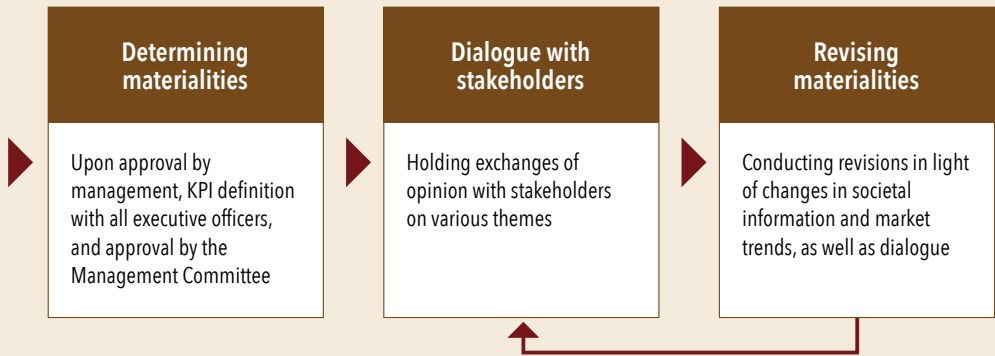 Determining
materialities
Upon approval by
management, KPI definition
with all executive officers,
and approval by the
Management Committee
Dialogue with
stakeholders
Holding exchanges of
opinion with stakeholders
on various themes
Revising
materialities
Conducting revisions in light
of changes in societal
information and market
trends, as well as dialogue